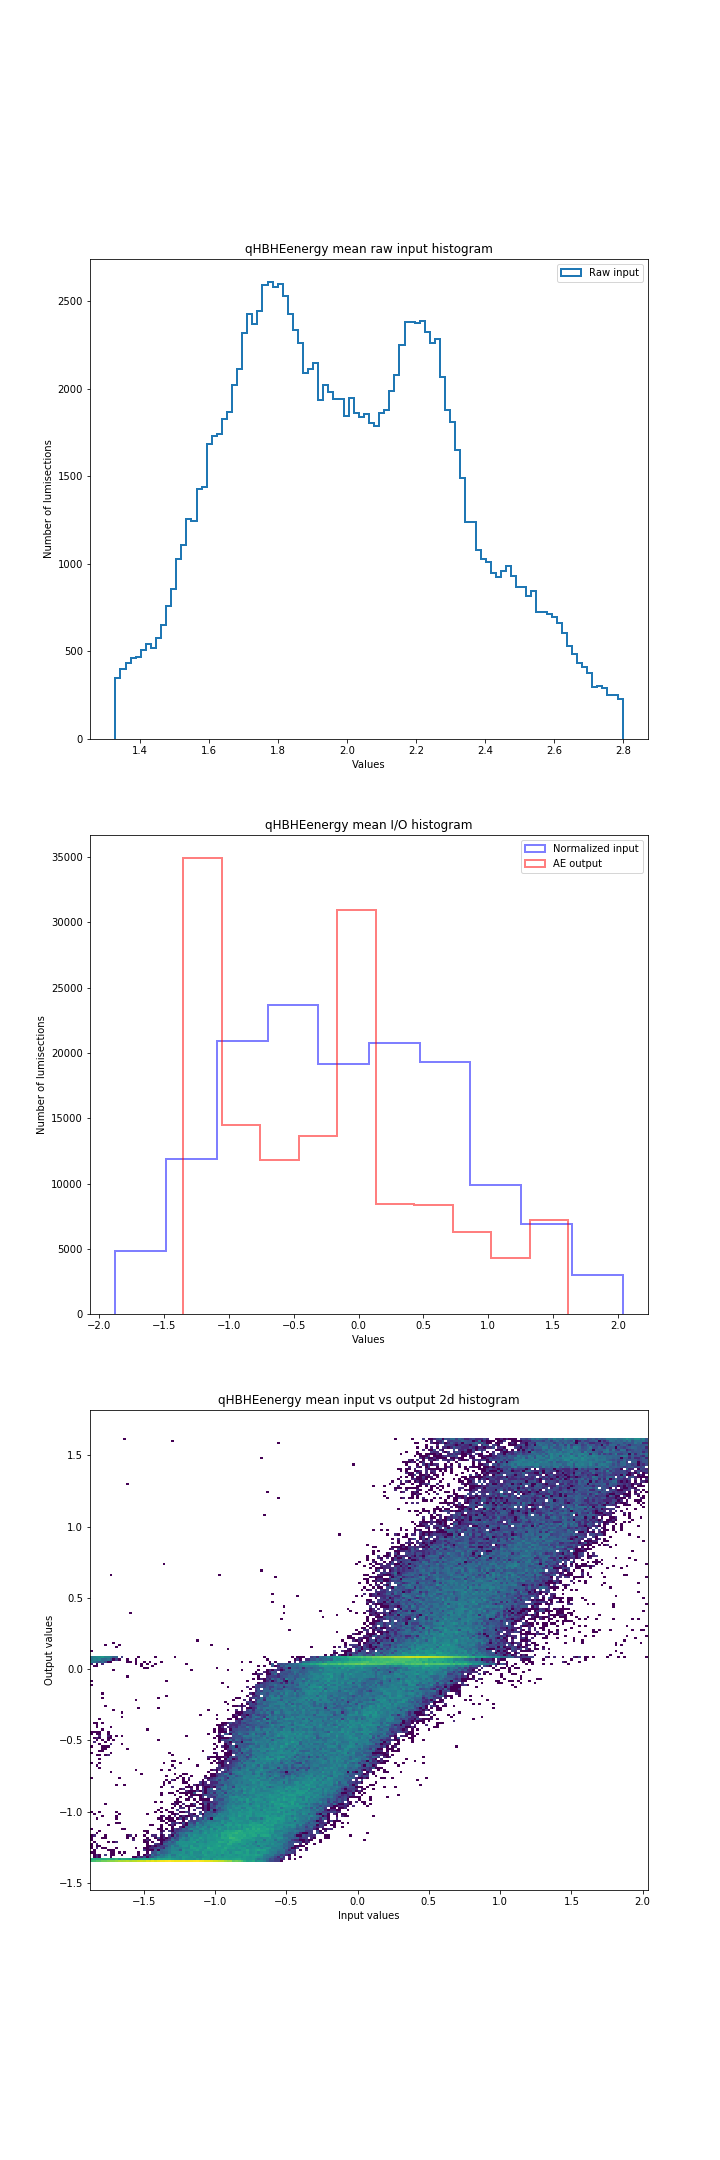 qHBHEenergy mean raw input histogram
Raw input
2500
2000
1500
1000
500
0
Number of lumisections
1.4 1.6 1.8 2.0 2.2 2.4 2.6 2.8
Values
qHBHEenergy mean I/O histogram
Normalized input
AE output
35000
30000
25000
20000
15000
10000
5000
0
Number of lumisections
−2.0 −1.5 −1.0 −0.5 0.0 0.5 1.0 1.5 2.0
Values
qHBHEenergy mean input vs output 2d histogram
1.5
1.0
0.5
0.0
−0.5
−1.0
−1.5
Output values
−1.5 −1.0 −0.5 0.0 0.5 1.0 1.5 2.0
Input values